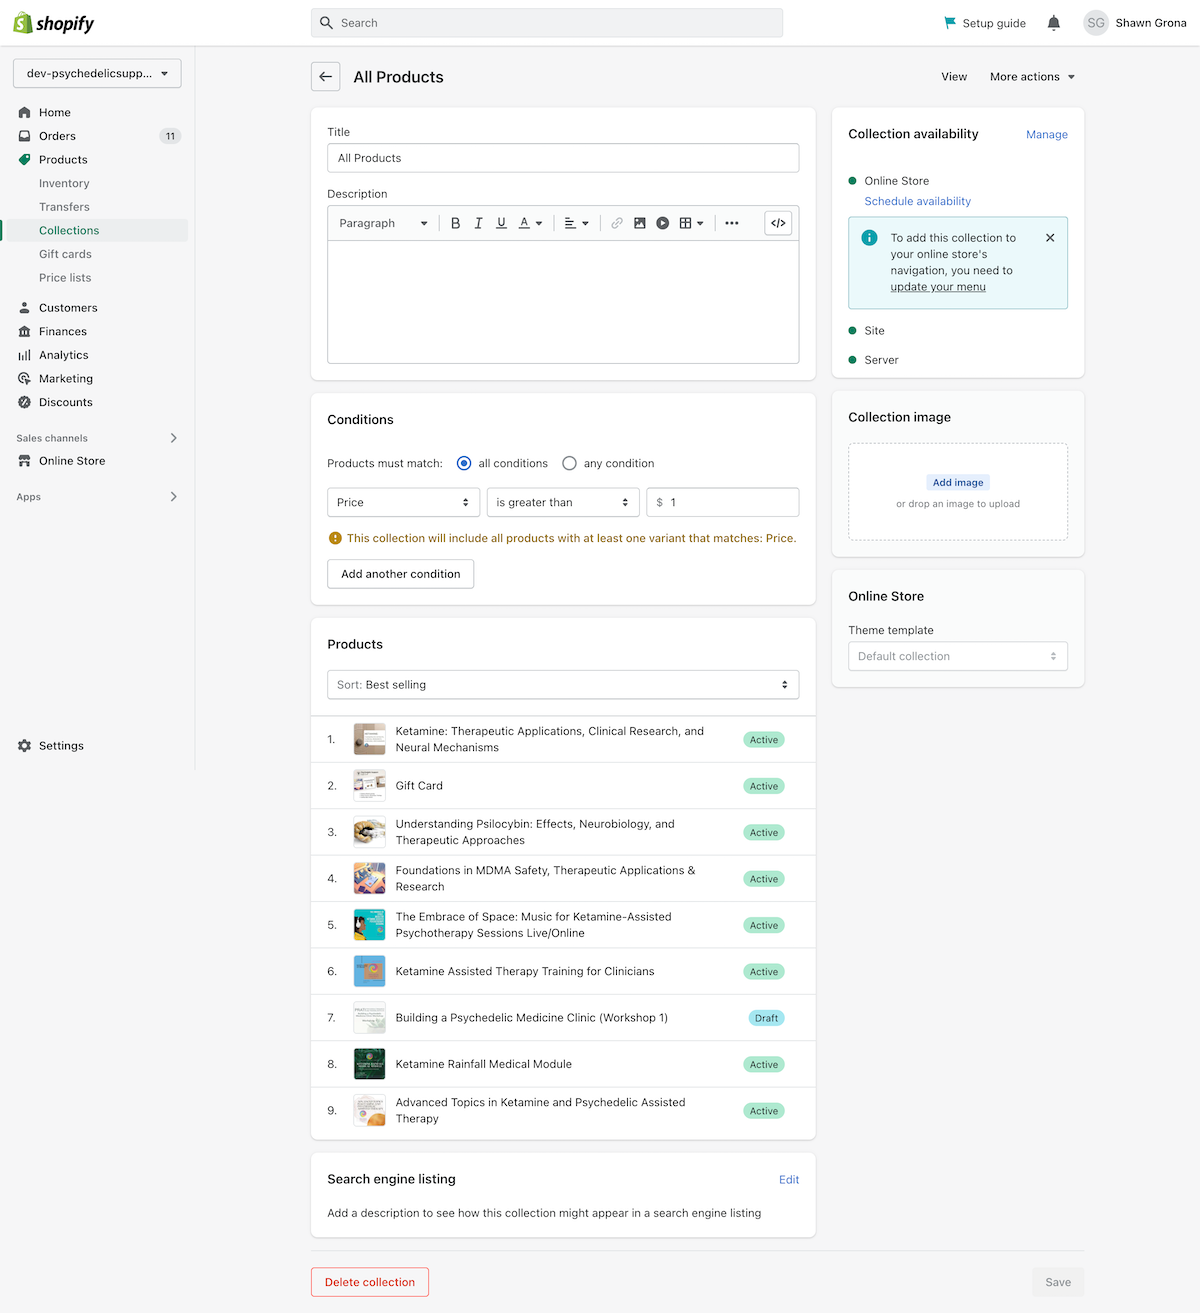 shopify
Search
Setup guide
SG
Shawn Grona
dev-psychedelicsupp...
Home
Orders
11
Products
Inventory
Transfers
Collections
Gift cards
Price lists
Customers
Finances
Analytics
Marketing
Discounts
Sales channels
Online Store
Apps
Settings
All Products
View
More actions
Title
All Products
Description
Paragraph
B
I
U
A
</>
Conditions
Products must match:
all conditions
any condition
Price
is greater than
$ 1
This collection will include all products with at least one variant that matches: Price.
Add another condition
Products
Sort: Best selling
1.
Ketamine: Therapeutic Applications, Clinical Research, and
Neural Mechanisms
Active
2.
Gift Card
Active
3.
Understanding Psilocybin: Effects, Neurobiology, and
Therapeutic Approaches
Active
4.
Foundations in MDMA Safety, Therapeutic Applications &
Research
Active
5.
The Embrace of Space: Music for Ketamine-Assisted
Psychotherapy Sessions Live/Online
Active
6.
Ketamine Assisted Therapy Training for Clinicians
Active
7.
Building a Psychedelic Medicine Clinic (Workshop 1)
Draft
8.
Ketamine Rainfall Medical Module
Active
9.
Advanced Topics in Ketamine and Psychedelic Assisted
Therapy
Active
Search engine listing
Edit
Add a description to see how this collection might appear in a search engine listing
Delete collection
Save
Collection availability
Manage
Online Store
Schedule availability
To add this collection to
your online store's
navigation, you need to
update your menu
Site
Server
Collection image
Add image
or drop an image to upload
Online Store
Theme template
Default collection